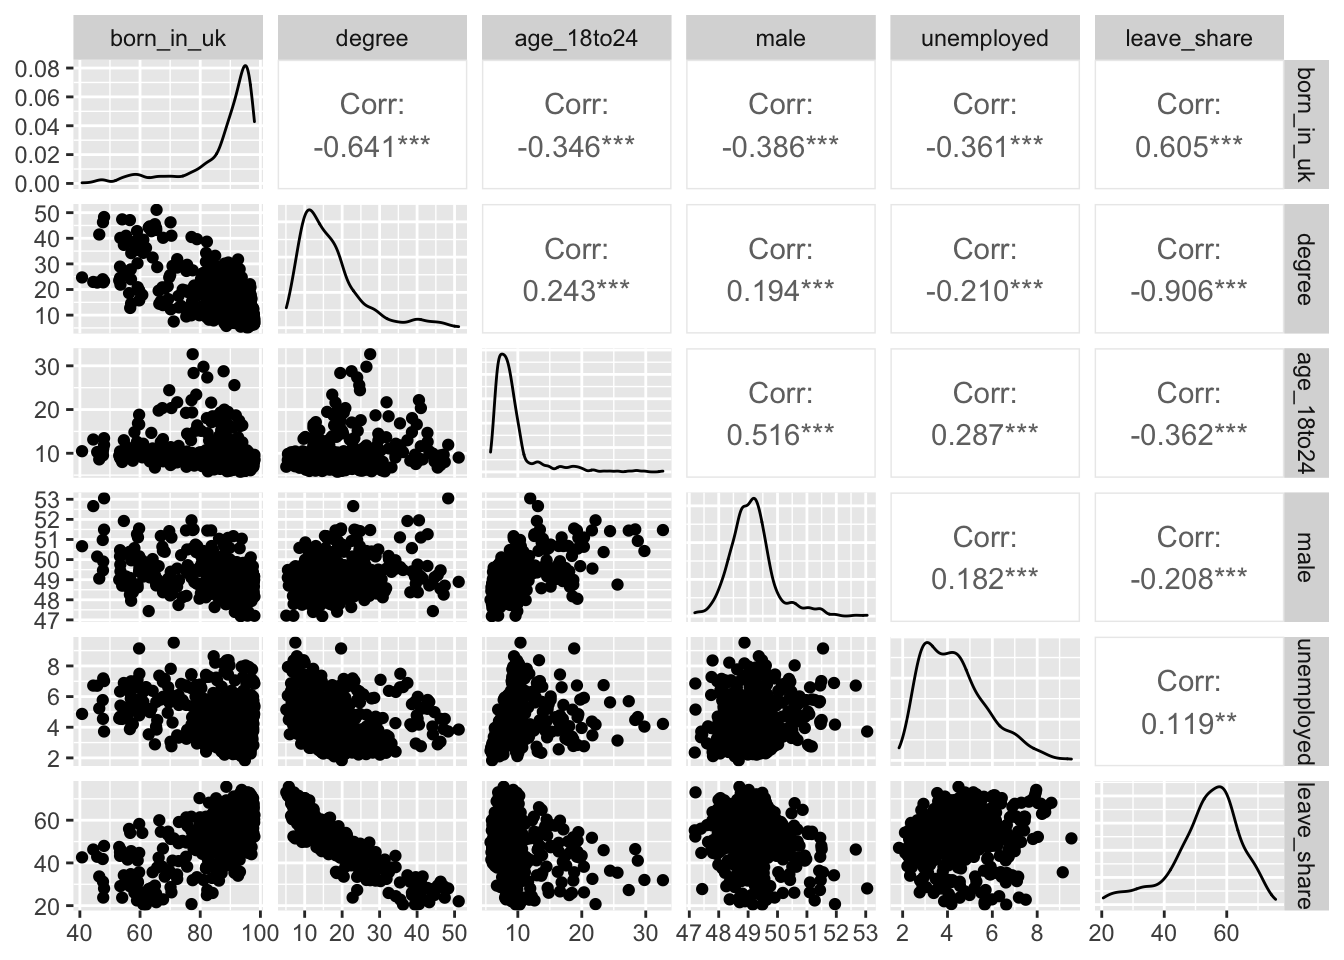 born_in_uk degree age_18to24 male unemployed leave_share
0.08
0.06
0.04
0.02
0.00
Corr:
-0.641***
Corr:
-0.346***
Corr:
-0.386***
Corr:
-0.361***
Corr:
0.605***
born_in_uk
50
40
30
20
10
Corr:
0.243***
Corr:
0.194***
Corr:
-0.210***
Corr:
-0.906***
degree
30
20
10
Corr:
0.516***
Corr:
0.287***
Corr:
-0.362***
age_18to24
53
52
51
50
49
48
47
Corr:
0.182***
Corr:
-0.208***
male
8
6
4
2
Corr:
0.119**
unemployed
60
40
20
leave_share
40 60 80 100 10 20 30 40 50 10 20 30 47 48 49 50 51 52 53 2 4 6 8 20 40 60